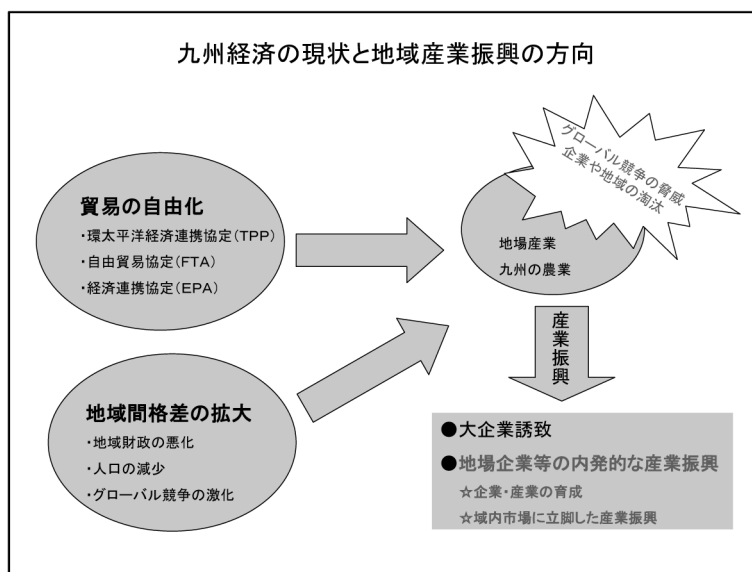 九州経済の現状と地域産業振興の方向
グローバル競争の脅威
企業や地域の淘汰
貿易の自由化
・環太平洋経済連携協定(TPP)
・自由貿易協定(FTA)
・経済連携協定(EPA)
地場産業
九州の農業
産業振興
地域間格差の拡大
・地域財政の悪化
・人口の減少
・グローバル競争の激化
●大企業誘致
●地場企業等の内発的な産業振興
☆企業・産業の育成
☆域内市場に立脚した産業振興